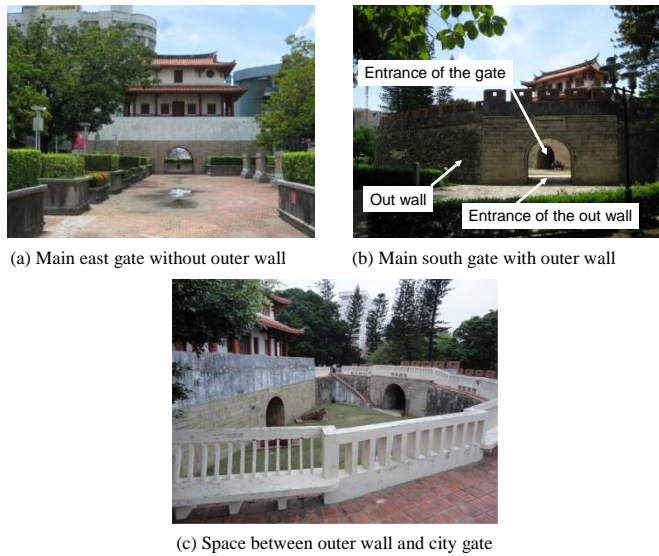 Entrance of the gate
Out wall
Entrance of the out wall
(a) Main east gate without outer wall
(b) Main south gate with outer wall
(c) Space between outer wall and city gate